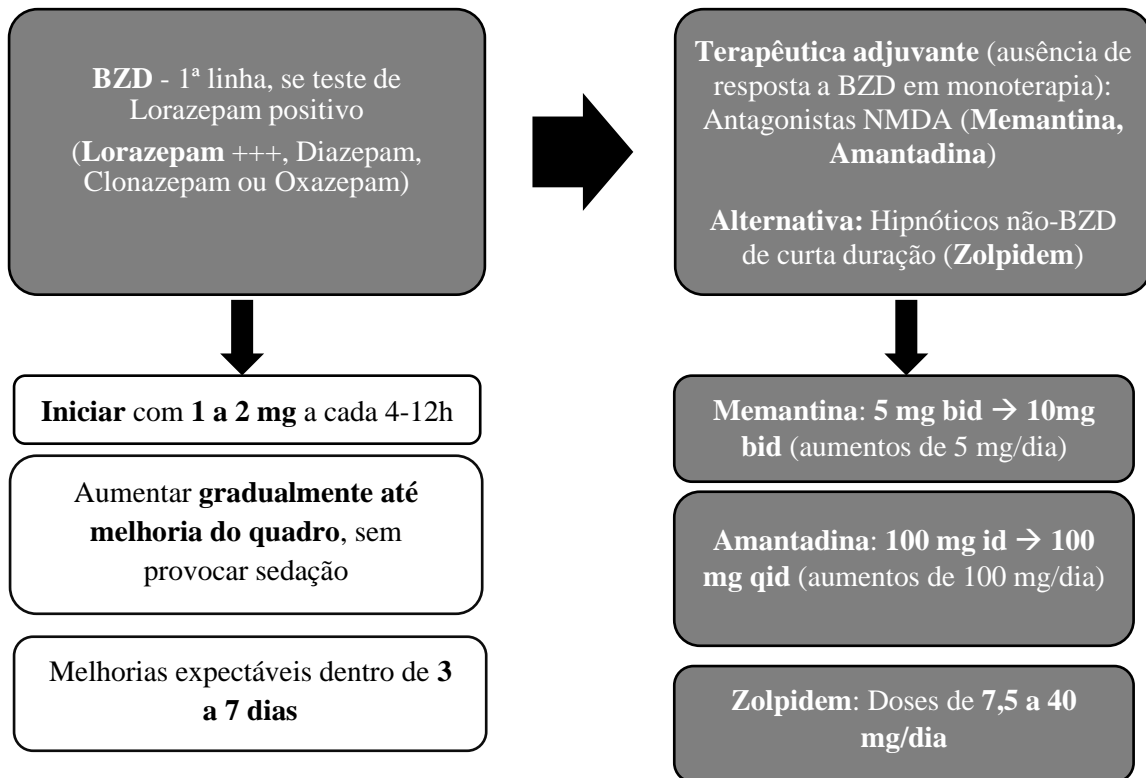 BZD - 1ª linha, se teste de
Lorazepam positivo
(Lorazepam +++, Diazepam,
Clonazepam ou Oxazepam)
Terapêutica adjuvante (ausência de
resposta a BZD em monoterapia):
Antagonistas NMDA (Memantina,
Amantadina)
Alternativa: Hipnóticos não-BZD
de curta duração (Zolpidem)
Iniciar com 1 a 2 mg a cada 4-12h
Aumentar gradualmente até
melhoria do quadro, sem
provocar sedação
Melhorias expectáveis dentro de 3
a 7 dias
Memantina: 5 mg bid → 10mg
bid (aumentos de 5 mg/dia)
Amantadina: 100 mg id → 100
mg qid (aumentos de 100 mg/dia)
Zolpidem: Doses de 7,5 a 40
mg/dia